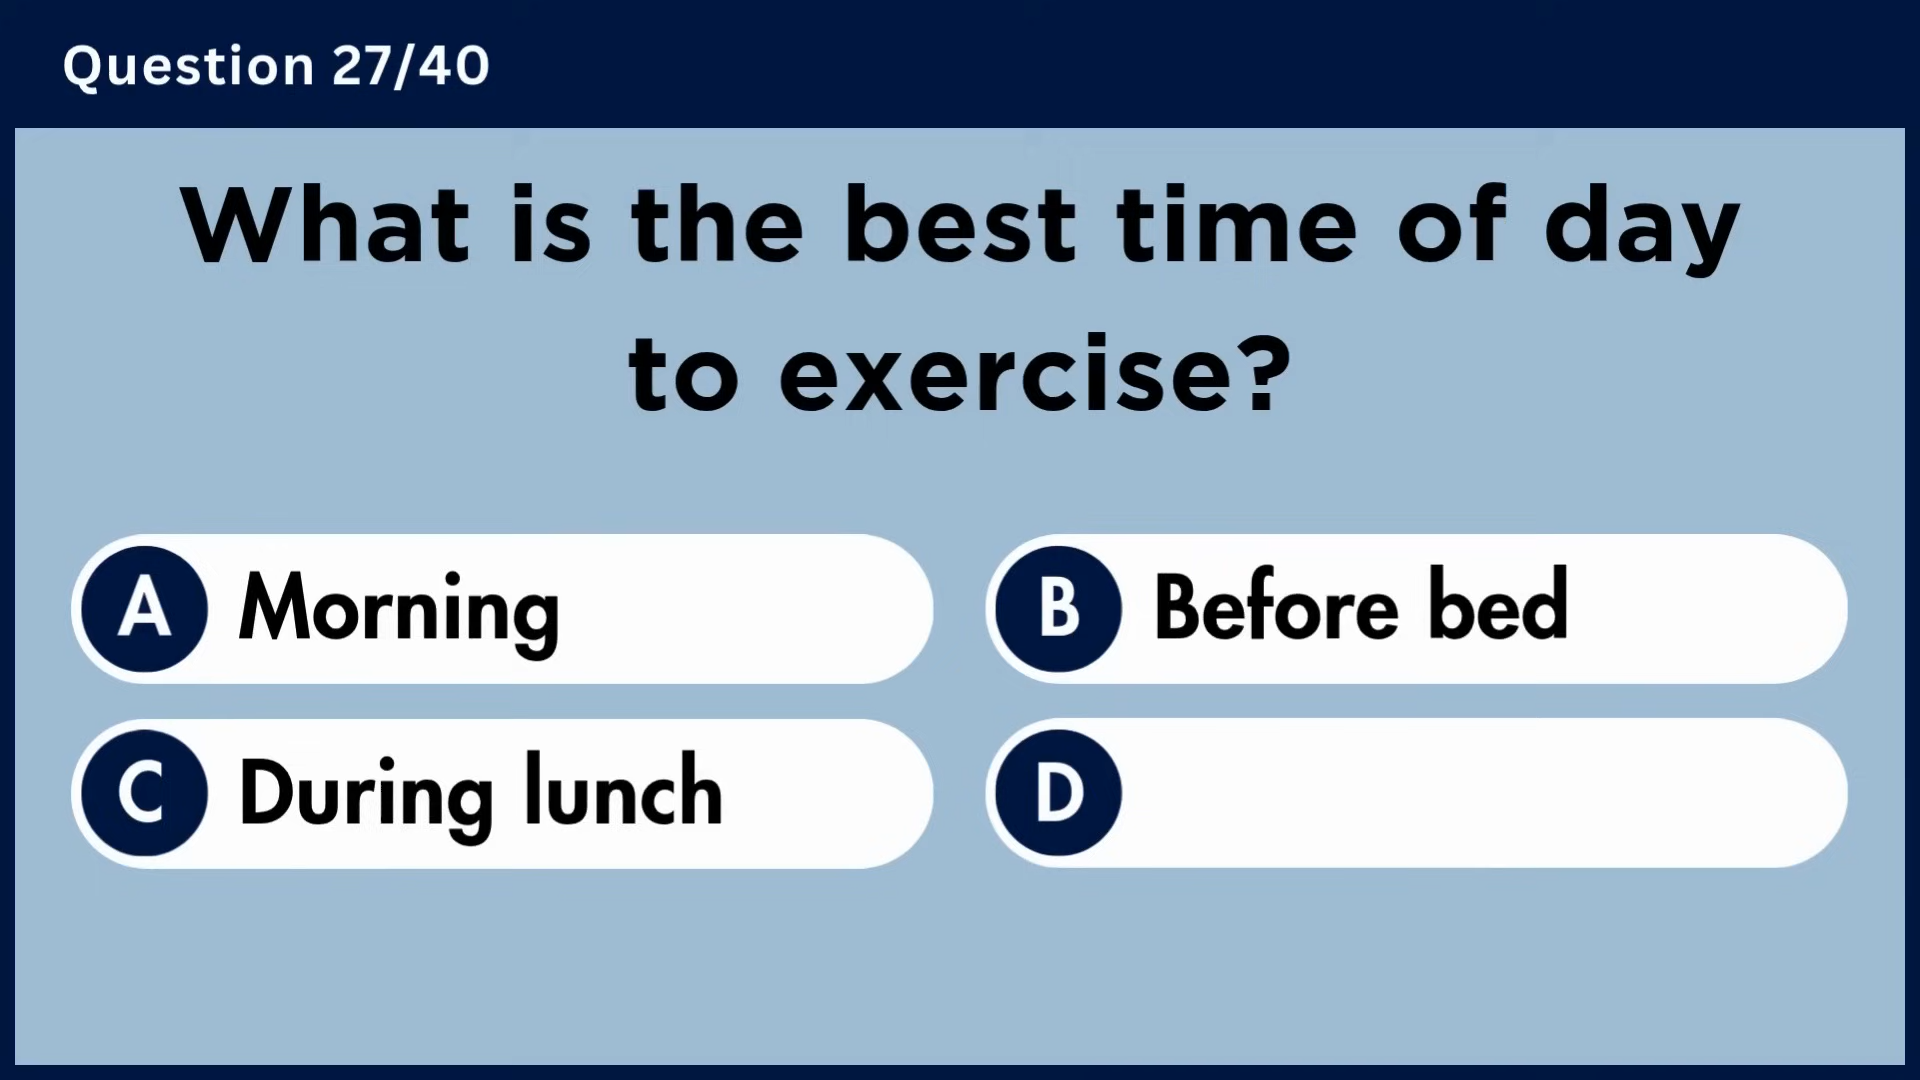 Question 27/40
What is the best time of day
to exercise?
A Morning
B Before bed
C During lunch
D